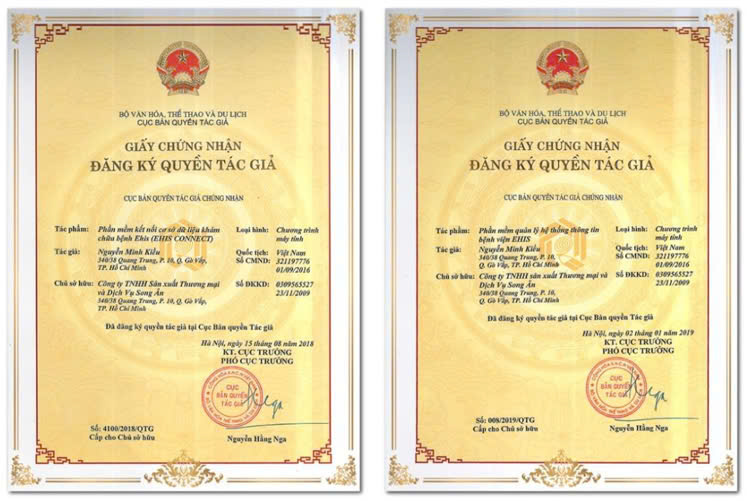 BỘ VĂN HÓA, THỂ THAO VÀ DU LỊCH
CỤC BẢN QUYỀN TÁC GIẢ
GIẤY CHỨNG NHẬN
ĐĂNG KÝ QUYỀN TÁC GIẢ
CỤC BẢN QUYỀN TÁC GIẢ CHỨNG NHẬN
Tác phẩm: Phần mềm kết nối cơ sở dữ liệu khám Loại hình: Chương trình
chữa bệnh Ehis (EHIS CONNECT) máy tính
Tác giả: Nguyễn Minh Kiều Quốc tịch: Việt Nam
340/38 Quang Trung, P. 10, Q. Gò Vấp, Số CMND: 321197776
TP. Hồ Chí Minh 01/09/2016
Chủ sở hữu: Công ty TNHH Sản xuất Thương mại Số ĐKKD: 0309565527
và Dịch Vụ Song Ân 23/11/2009
340/38 Quang Trung, P. 10, Q. Gò Vấp,
TP. Hồ Chí Minh
Đã đăng ký quyền tác giả tại Cục Bản quyền Tác giả
Hà Nội, ngày 15 tháng 08 năm 2018
KT. CỤC TRƯỞNG
PHÓ CỤC TRƯỞNG
CỤC
BẢN QUYỀN
TÁC GIẢ
Số: 4100/2018/QTG
Cấp cho Chủ sở hữu Nguyễn Hằng Nga
BỘ VĂN HÓA, THỂ THAO VÀ DU LỊCH
CỤC BẢN QUYỀN TÁC GIẢ
GIẤY CHỨNG NHẬN
ĐĂNG KÝ QUYỀN TÁC GIẢ
CỤC BẢN QUYỀN TÁC GIẢ CHỨNG NHẬN
Tác phẩm: Phần mềm quản lý hệ thống thông tin Loại hình: Chương trình
bệnh viện EHIS máy tính
Tác giả: Nguyễn Minh Kiều Quốc tịch: Việt Nam
340/38 Quang Trung, P. 10, Số CMND: 321197776
Q. Gò Vấp, TP. Hồ Chí Minh 01/09/2016
Chủ sở hữu: Công ty TNHH sản xuất Thương mại và Số ĐKKD: 0309565527
Dịch Vụ Song Ân 23/11/2009
340/38 Quang Trung, P. 10,
Q. Gò Vấp, TP. Hồ Chí Minh
Đã đăng ký quyền tác giả tại Cục Bản quyền Tác giả
Hà Nội, ngày 02 tháng 01 năm 2019
KT. CỤC TRƯỞNG
PHÓ CỤC TRƯỞNG
CỤC
BẢN QUYỀN
TÁC GIẢ
Số: 008/2019/QTG
Cấp cho Chủ sở hữu Nguyễn Hằng Nga